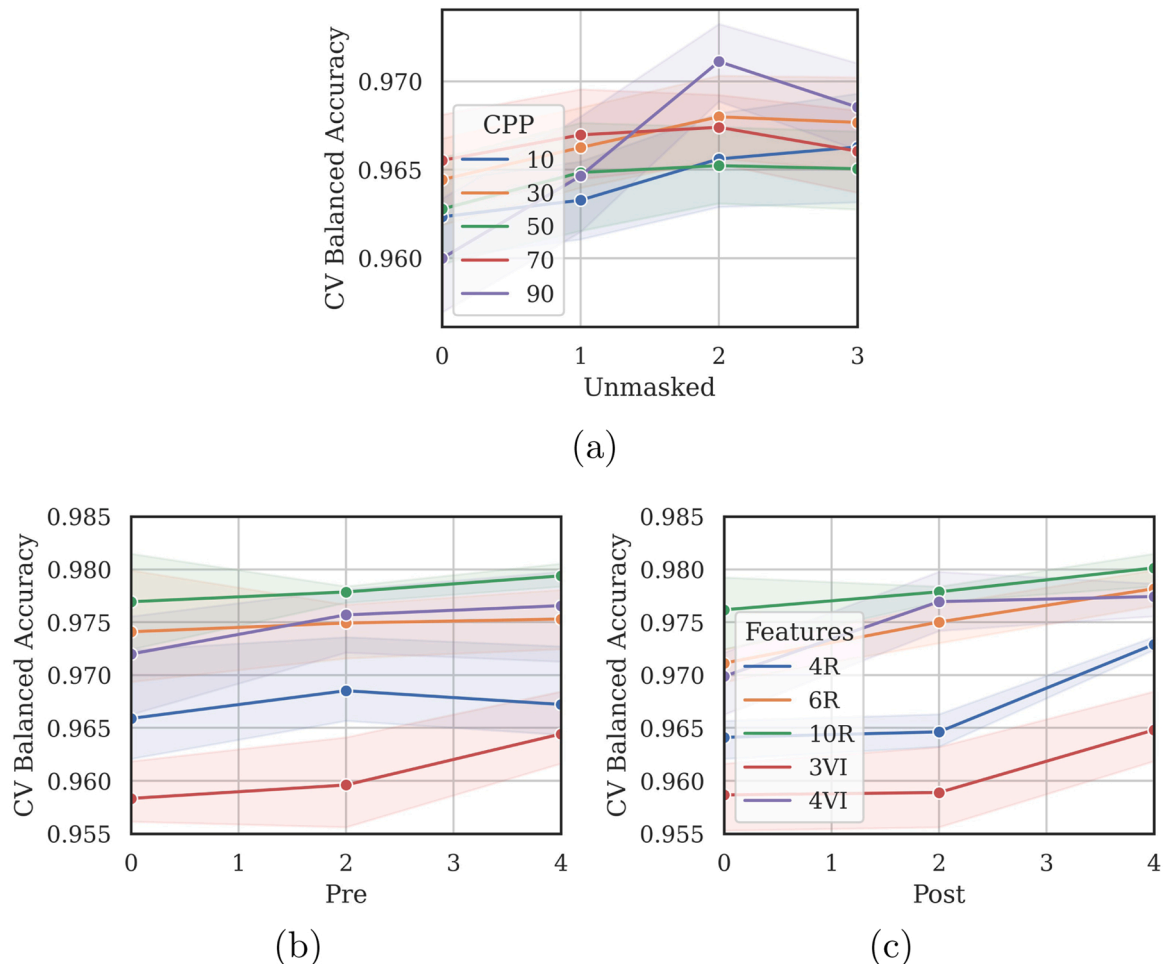 CV Balanced Accuracy
0.970
0.965
0.960
CPP
10
30
50
70
90
0 1 2 3
Unmasked
(a)
CV Balanced Accuracy
0.985
0.980
0.975
0.970
0.965
0.960
0.955
0 1 2 3 4
Pre
(b)
CV Balanced Accuracy
0.985
0.980
0.975
0.970
0.965
0.960
0.955
Features
4R
6R
10R
3VI
4VI
0 1 2 3 4
Post
(c)